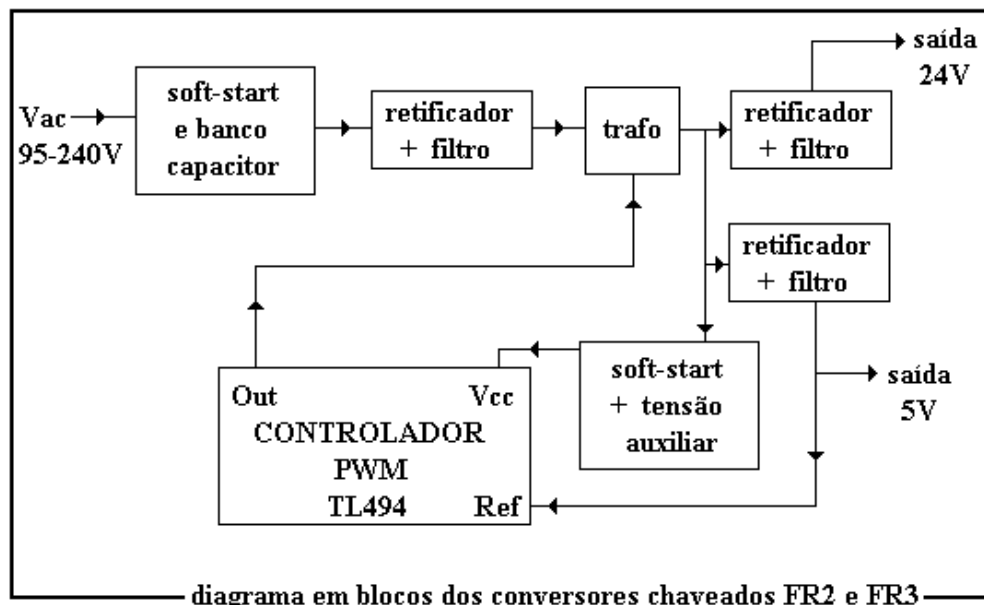 Vac
95-240V
soft-start
e banco
capacitor
retificador
+ filtro
trafo
retificador
+ filtro
saída
24V
retificador
+ filtro
saída
5V
soft-start
+ tensão
auxiliar
Out
Vcc
CONTROLADOR
PWM
TL494
Ref
diagrama em blocos dos conversores chaveados FR2 e FR3